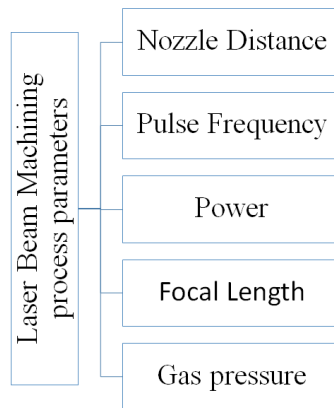 Laser Beam Machining
process parameters
Nozzle Distance
Pulse Frequency
Power
Focal Length
Gas pressure